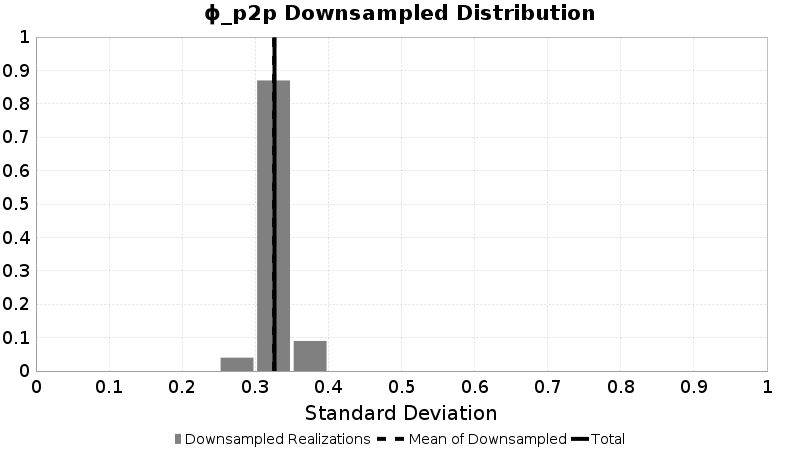 ϕ_p2p Downsampled Distribution
1
0.9
0.8
0.7
0.6
0.5
0.4
0.3
0.2
0.1
0
0 0.1 0.2 0.3 0.4 0.5 0.6 0.7 0.8 0.9 1
Standard Deviation
Downsampled Realizations Mean of Downsampled Total